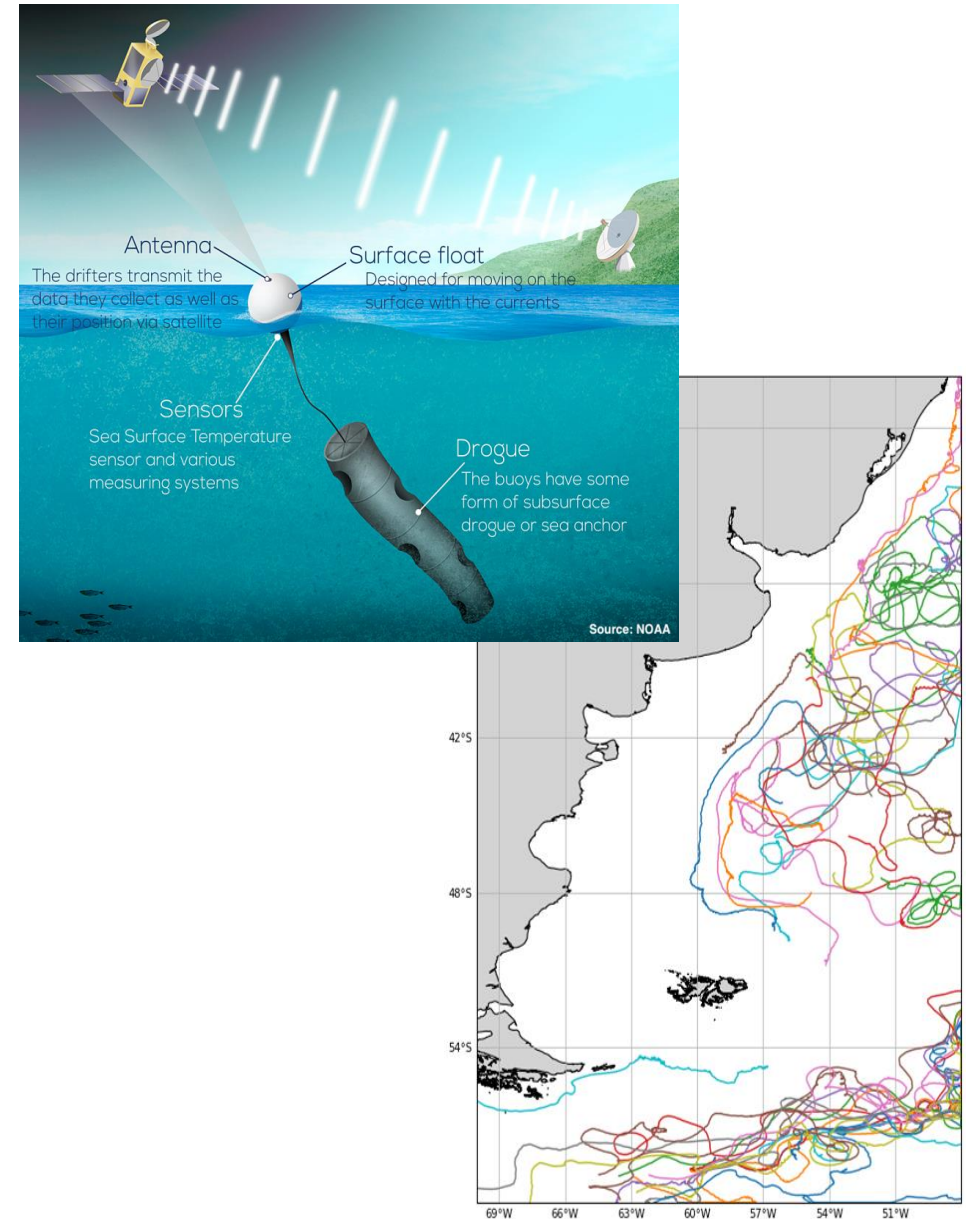 Antenna
The drifters transmit the
data they collect as well as
their position via satellite
Surface float
Designed for moving on the
surface with the currents
Sensors
Sea Surface Temperature
sensor and various
measuring systems
Drogue
The buoys have some
form of subsurface
drogue or sea anchor
Source: NOAA
42°S
48°S
54°S
69°W 66°W 63°W 60°W 57°W 54°W 51°W